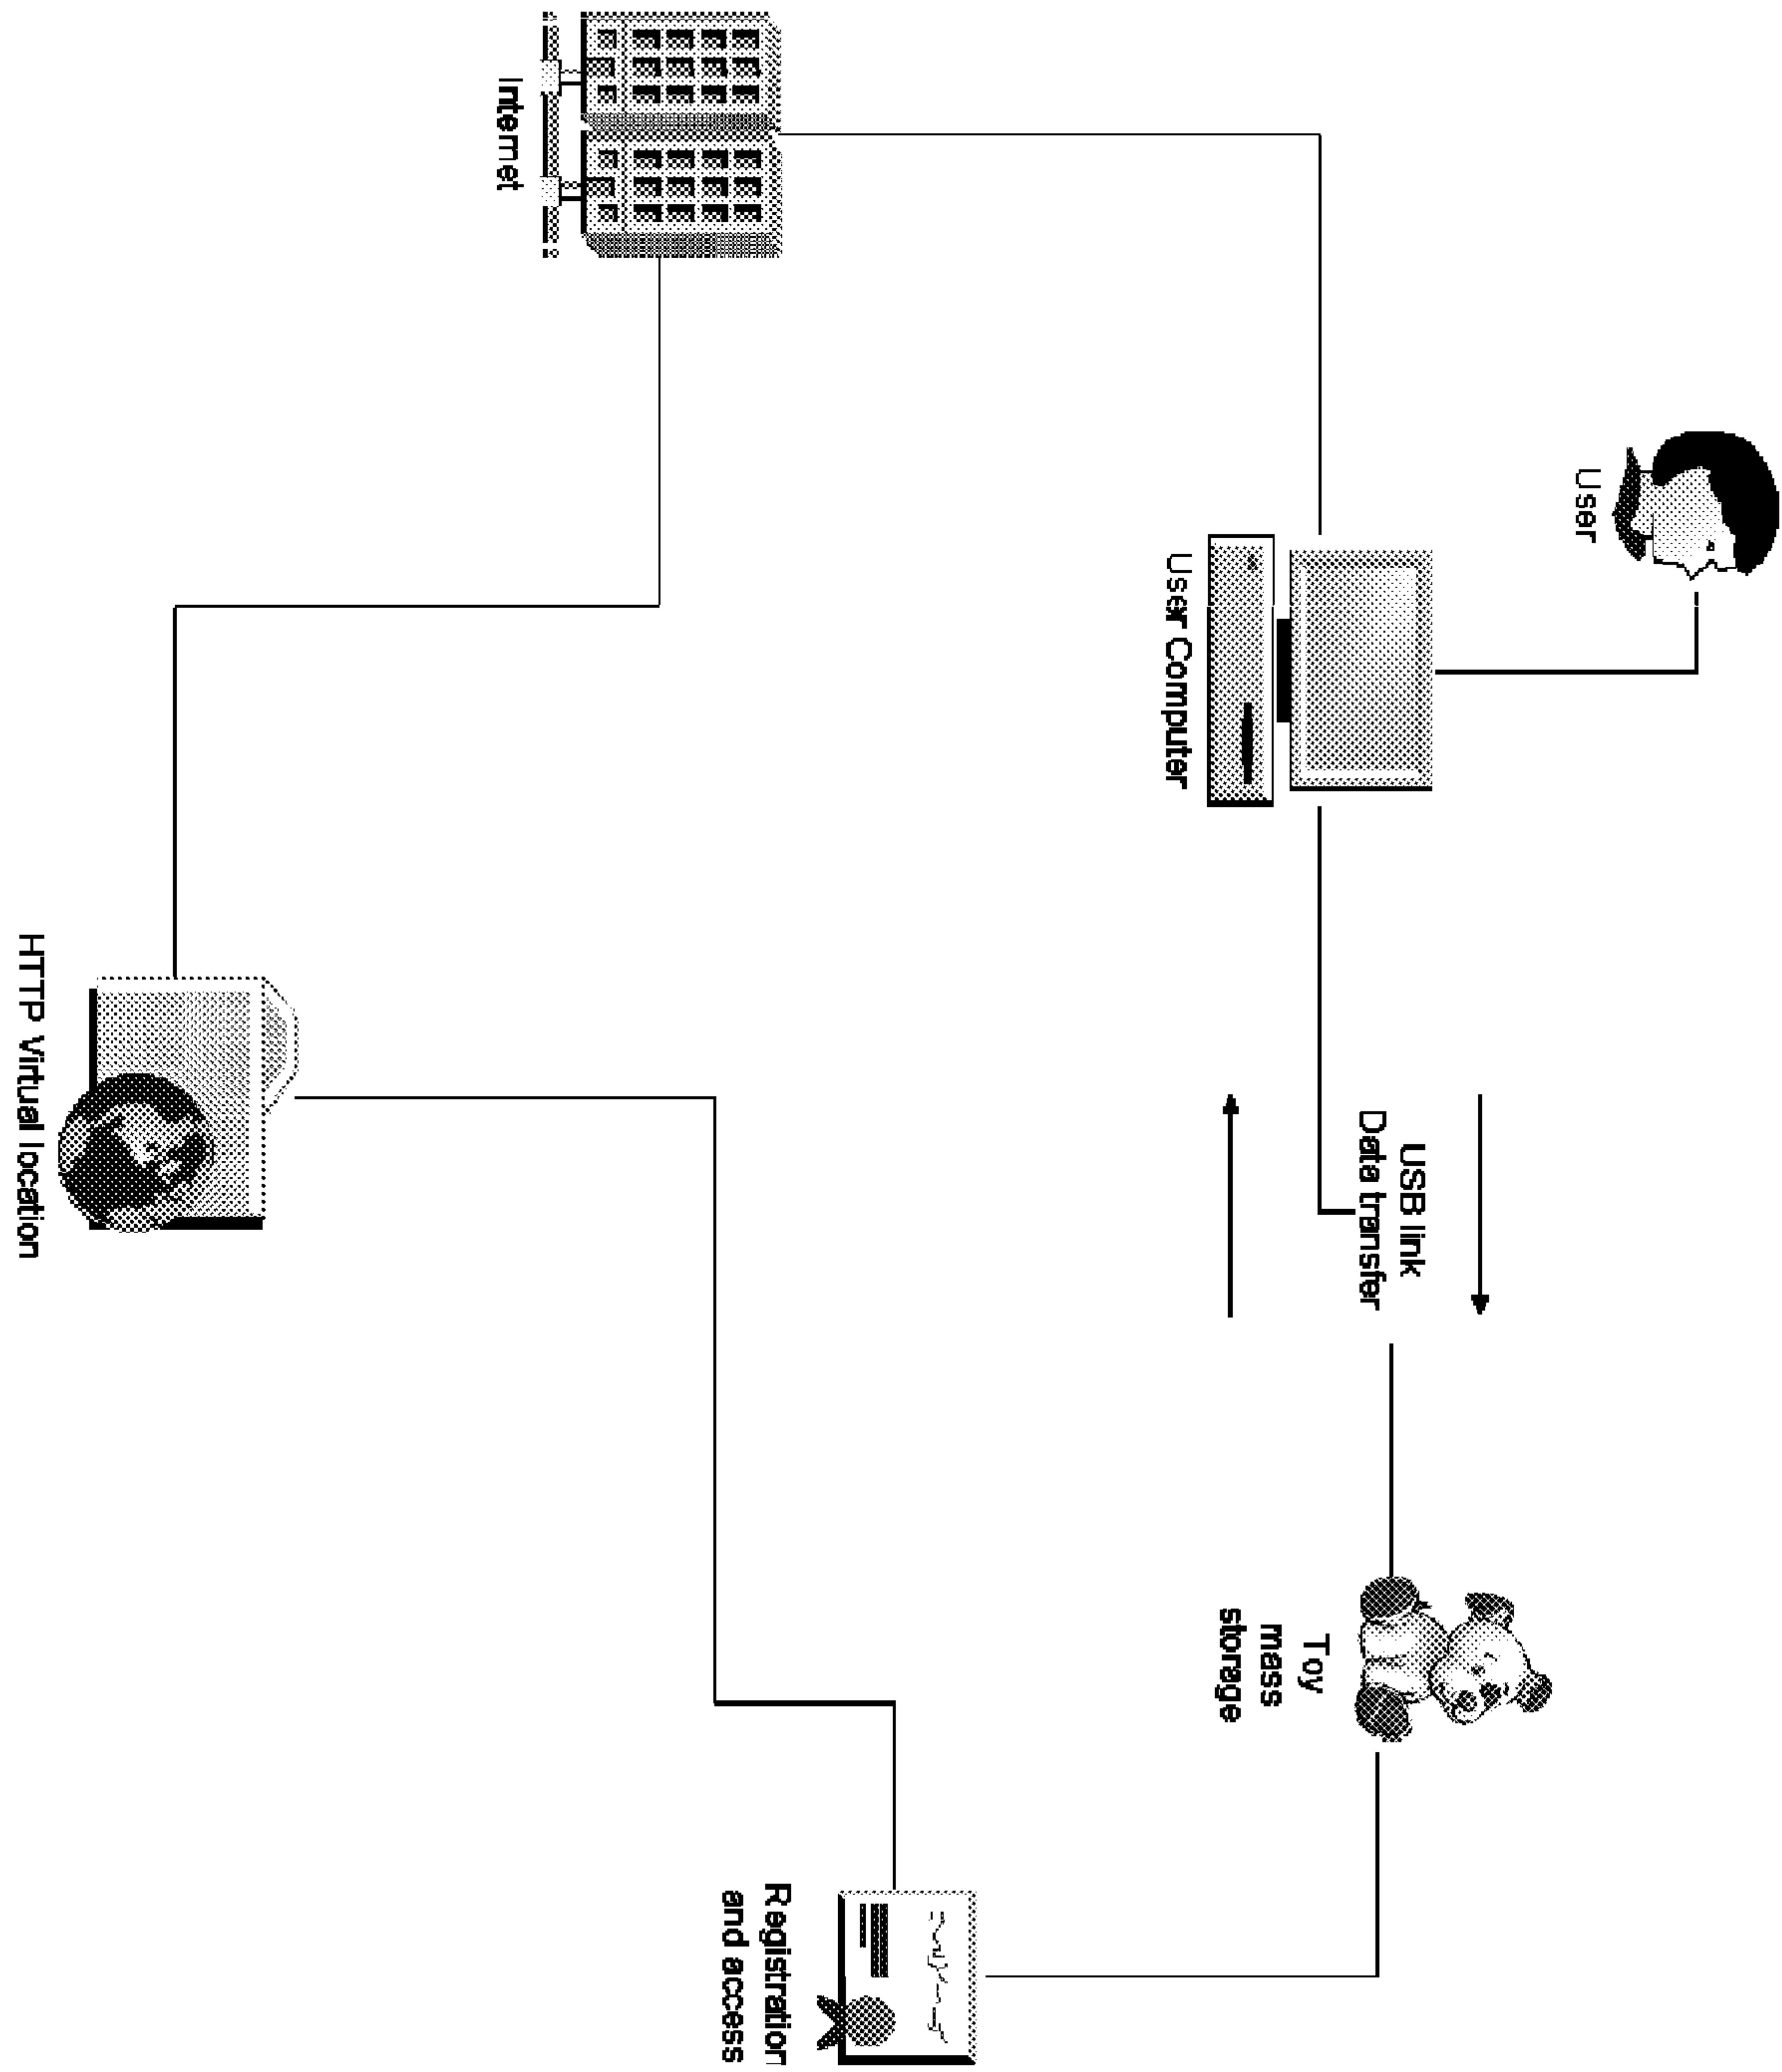 User
User Computer
USB link
Data transfer
Toy
mass
storage
Internet
Registration
and access
HTTP Virtual location